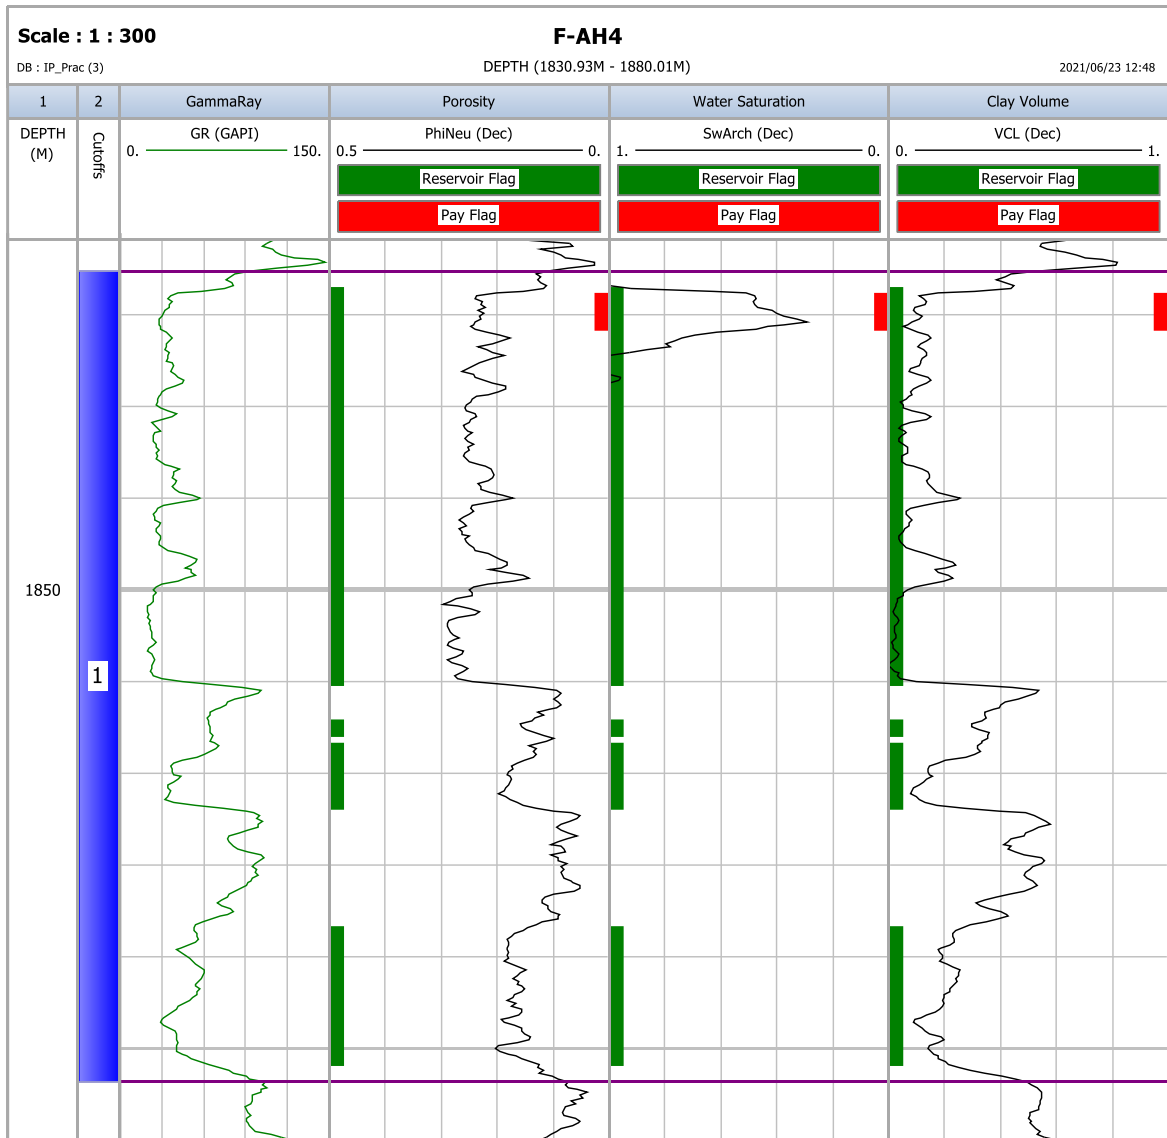 Scale : 1 : 300
F-AH4
DB : IP_Prac (3)
DEPTH (1830.93M - 1880.01M)
2021/06/23 12:48
1
2
GammaRay
Porosity
Water Saturation
Clay Volume
DEPTH
(M)
Cutoffs
GR (GAPI)
0.
150.
PhiNeu (Dec)
0.5
0.
Reservoir Flag
Pay Flag
SwArch (Dec)
1.
0.
Reservoir Flag
Pay Flag
VCL (Dec)
0.
1.
Reservoir Flag
Pay Flag
1850
1